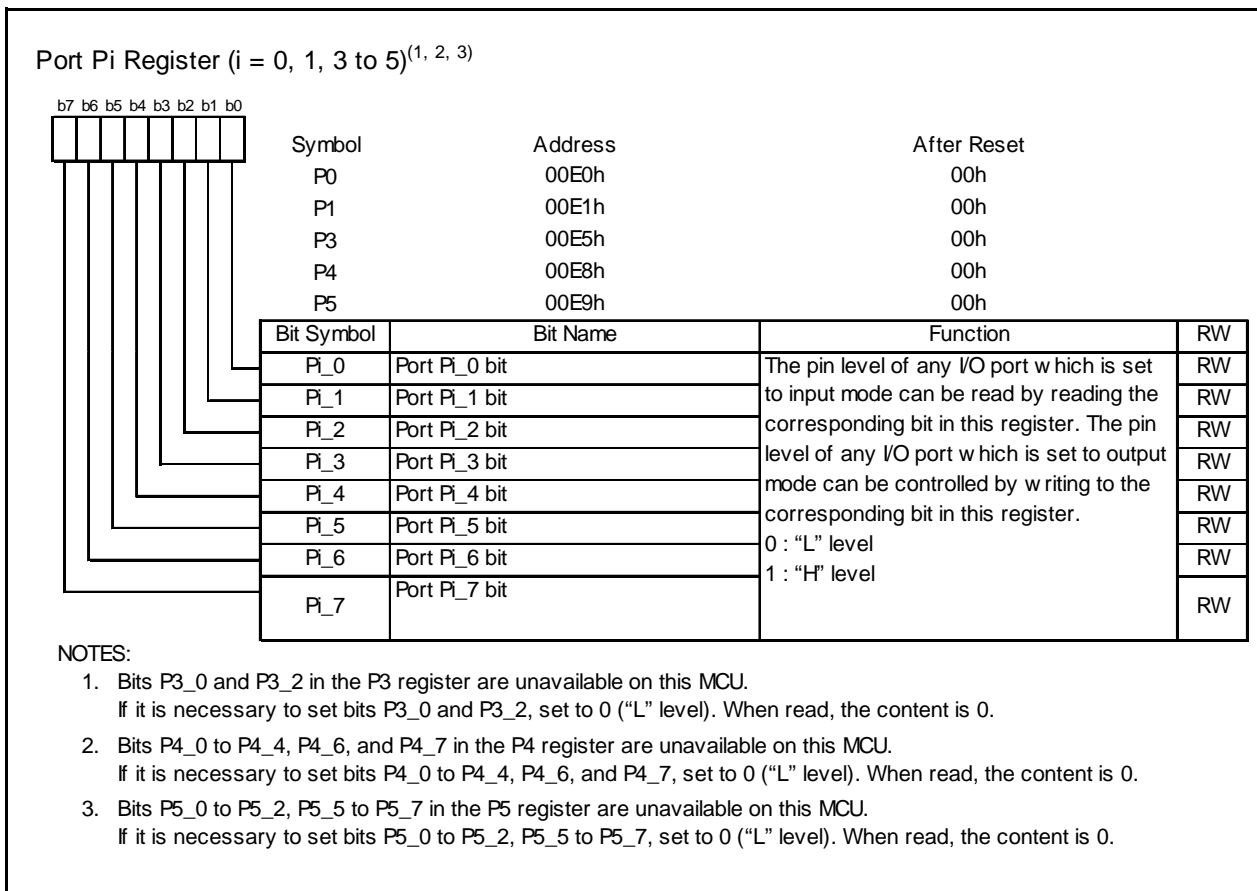 Port Pi Register (i = 0, 1, 3 to 5)(1, 2, 3)
b7 b6 b5 b4 b3 b2 b1 b0
Symbol Address After Reset
P0 00E0h 00h
P1 00E1h 00h
P3 00E5h 00h
P4 00E8h 00h
P5 00E9h 00h
Bit Symbol Bit Name Function RW
Pi_0 Port Pi_0 bit The pin level of any I/O port which is set RW
Pi_1 Port Pi_1 bit to input mode can be read by reading the RW
Pi_2 Port Pi_2 bit corresponding bit in this register. The pin RW
Pi_3 Port Pi_3 bit level of any I/O port which is set to output RW
Pi_4 Port Pi_4 bit mode can be controlled by writing to the RW
Pi_5 Port Pi_5 bit corresponding bit in this register. RW
Pi_6 Port Pi_6 bit 0 : “L” level RW
Pi_7 Port Pi_7 bit 1 : “H” level RW
NOTES:
1. Bits P3_0 and P3_2 in the P3 register are unavailable on this MCU.
If it is necessary to set bits P3_0 and P3_2, set to 0 (“L” level). When read, the content is 0.
2. Bits P4_0 to P4_4, P4_6, and P4_7 in the P4 register are unavailable on this MCU.
If it is necessary to set bits P4_0 to P4_4, P4_6, and P4_7, set to 0 (“L” level). When read, the content is 0.
3. Bits P5_0 to P5_2, P5_5 to P5_7 in the P5 register are unavailable on this MCU.
If it is necessary to set bits P5_0 to P5_2, P5_5 to P5_7, set to 0 (“L” level). When read, the content is 0.